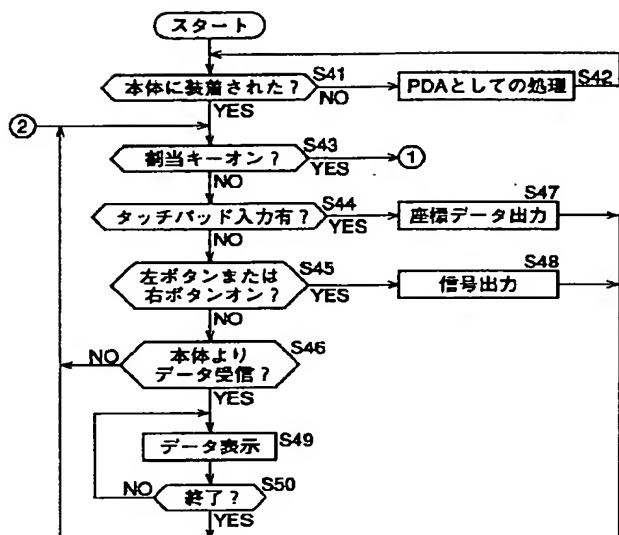 スタート
本体に装着された？ S41
NO
PDAとしての処理 S42
YES
②
割当キーオン？ S43
YES
①
NO
タッチパッド入力有？ S44
YES
座標データ出力 S47
NO
左ボタンまたは
右ボタンオン？ S45
YES
信号出力 S48
NO
本体より
データ受信？ S46
NO
YES
データ表示 S49
終了？ S50
NO
YES